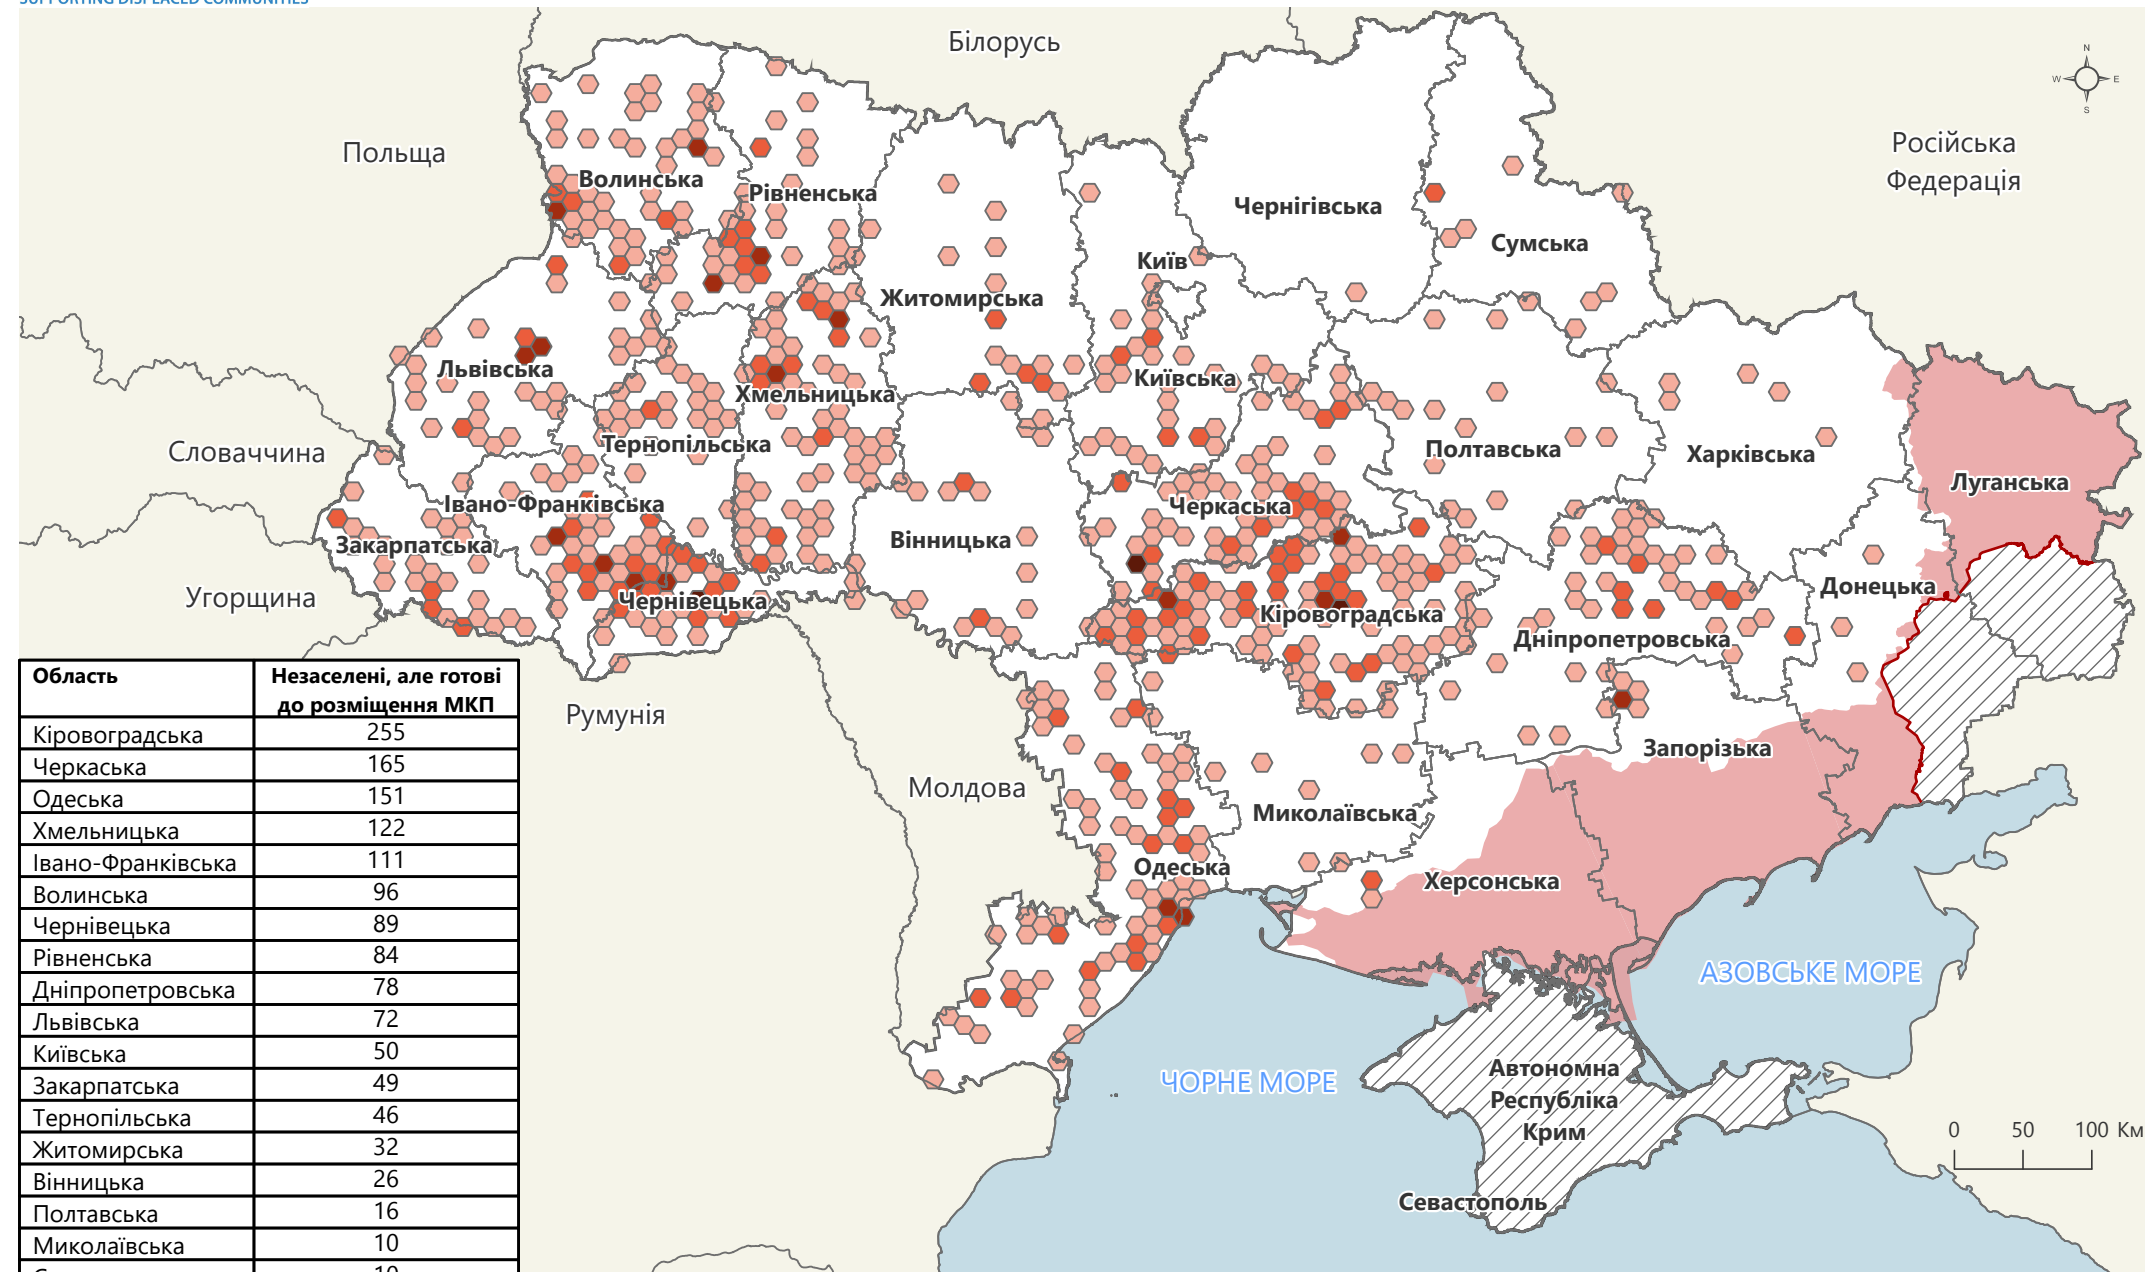 SUPPORTING DISPLACED COMMUNITIES
Білорусь
N
W
E
S
Польща
Російська
Федерація
Волинська
Рівненська
Чернігівська
Сумська
Київ
Житомирська
Львівська
Київська
Хмельницька
Тернопільська
Полтавська
Харківська
Словаччина
Луганська
Івано-Франківська
Черкаська
Закарпатська
Вінницька
Донецька
Угорщина
Чернівецька
Кіровоградська
Дніпропетровська
Румунія
Запорізька
Молдова
Миколаївська
Одеська
Херсонська
АЗОВСЬКЕ МОРЕ
ЧОРНЕ МОРЕ
Автономна
Республіка
Крим
Севастополь
0 50 100 Км
Область Незаселені, але готові
до розміщення МКП
Кіровоградська 255
Черкаська 165
Одеська 151
Хмельницька 122
Івано-Франківська 111
Волинська 96
Чернівецька 89
Рівненська 84
Дніпропетровська 78
Львівська 72
Київська 50
Закарпатська 49
Тернопільська 46
Житомирська 32
Вінницька 26
Полтавська 16
Миколаївська 10
10